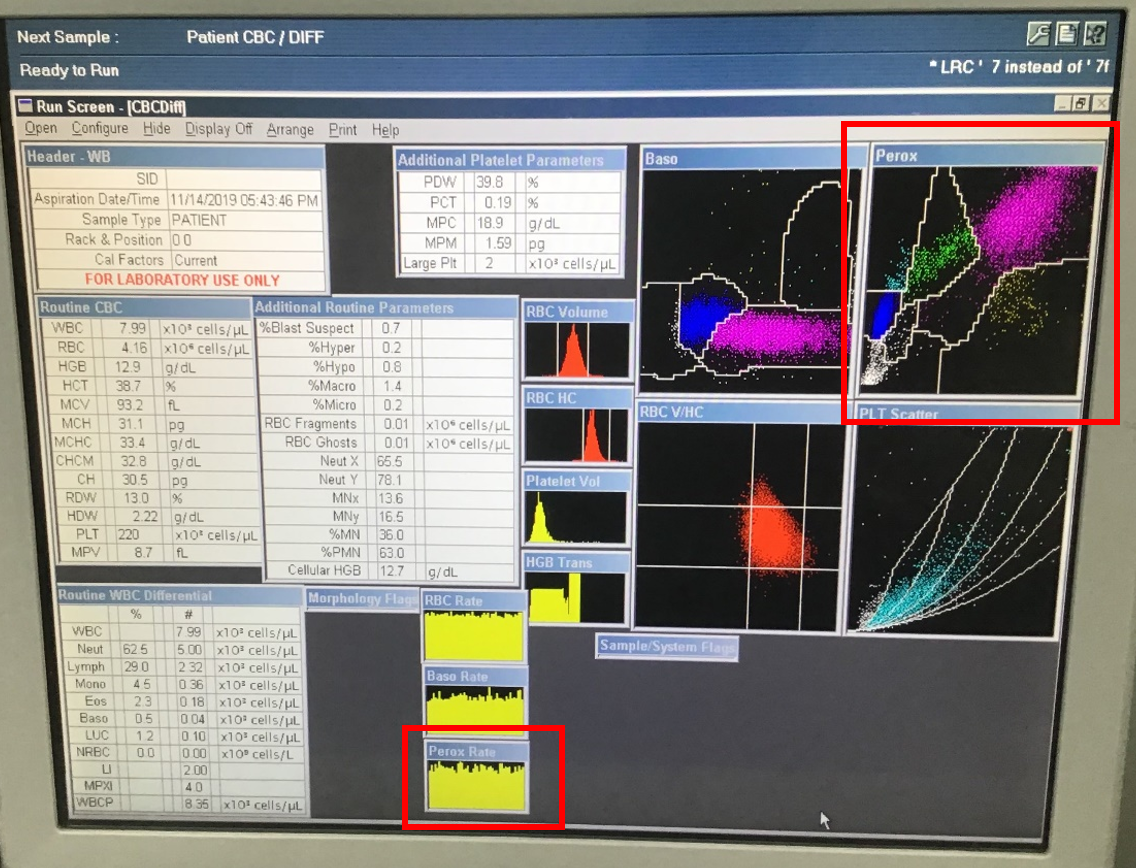 Next Sample : Patient CBC / DIFF
Ready to Run * LRC ' 7 instead of ' 7f
Run Screen - [CBCDiff]
Open Configure Hide Display Off Arrange Print Help
Header - WB
SID
Aspiration Date/Time 11/14/2019 05:43:46 PM
Sample Type PATIENT
Rack & Position 0 0
Cal Factors Current
FOR LABORATORY USE ONLY
Additional Platelet Parameters
PDW 39.8 %
PCT 0.19 %
MPC 18.9 g/dL
MPM 1.59 pg
Large Plt 2 x10³ cells/µL
Baso
Perox
Routine CBC
WBC 7.99 x10³ cells/µL
RBC 4.16 x10⁶ cells/µL
HGB 12.9 g/dL
HCT 38.7 %
MCV 93.2 fL
MCH 31.1 pg
MCHC 33.4 g/dL
CHCM 32.8 g/dL
CH 30.5 pg
RDW 13.0 %
HDW 2.22 g/dL
PLT 220 x10³ cells/µL
MPV 8.7 fL
Additional Routine Parameters
%Blast Suspect 0.7
%Hyper 0.2
%Hypo 0.8
%Macro 1.4
%Micro 0.2
RBC Fragments 0.01 x10⁶ cells/µL
RBC Ghosts 0.01 x10⁶ cells/µL
Neut X 65.5
Neut Y 78.1
MNx 13.6
MNy 16.5
%MN 36.0
%PMN 63.0
Cellular HGB 12.7 g/dL
RBC Volume
RBC HC
Platelet Vol
HGB Trans
RBC V/HC
PLT Scatter
Routine WBC Differential
% #
WBC 7.99 x10³ cells/µL
Neut 62.5 5.00 x10³ cells/µL
Lymph 29.0 2.32 x10³ cells/µL
Mono 4.5 0.36 x10³ cells/µL
Eos 2.3 0.18 x10³ cells/µL
Baso 0.5 0.04 x10³ cells/µL
LUC 1.2 0.10 x10³ cells/µL
NRBC 0.0 0.00 x10⁹ cells/L
LI 2.00
MPXI 4.0
WBCP 8.35 x10³ cells/µL
Morphology Flags
RBC Rate
Baso Rate
Perox Rate
Sample/System Flags